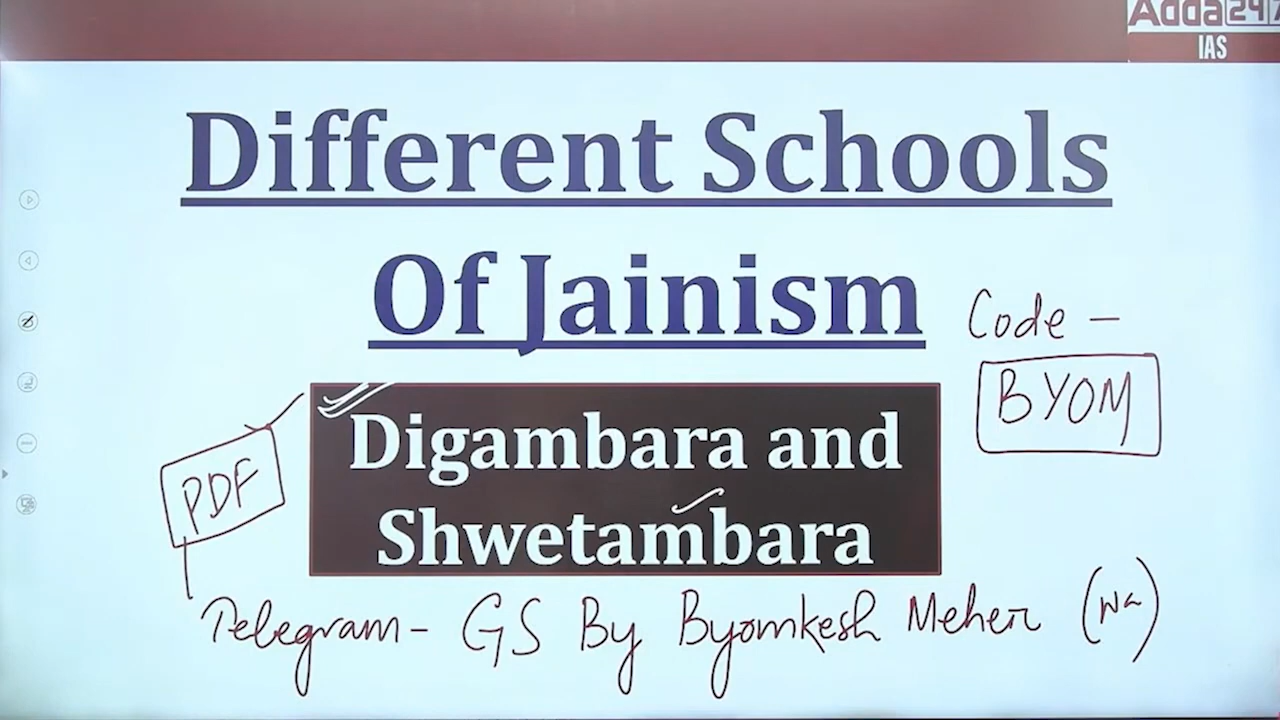 Adda247
IAS
Different Schools
Of Jainism
Code -
BYOM
Digambara and
PDF
Shwetambara
Telegram - GS By Byomkesh Meher